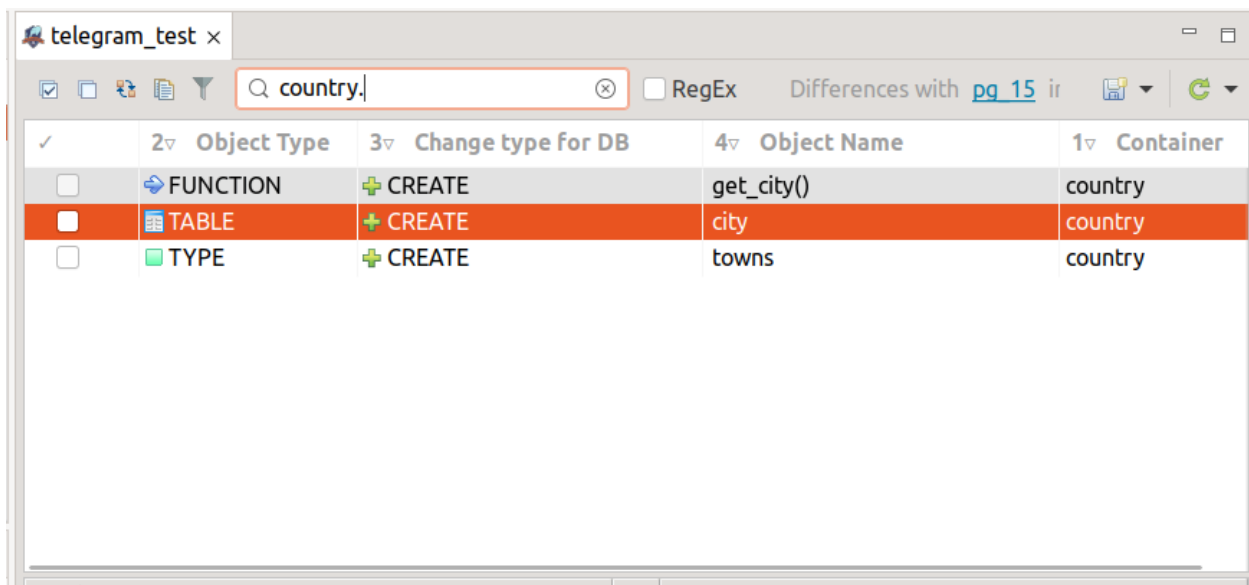 telegram_test ×
country. RegEx Differences with pg_15 in
✓ 2▿ Object Type 3▿ Change type for DB 4▿ Object Name 1▿ Container
FUNCTION CREATE get_city() country
TABLE CREATE city country
TYPE CREATE towns country